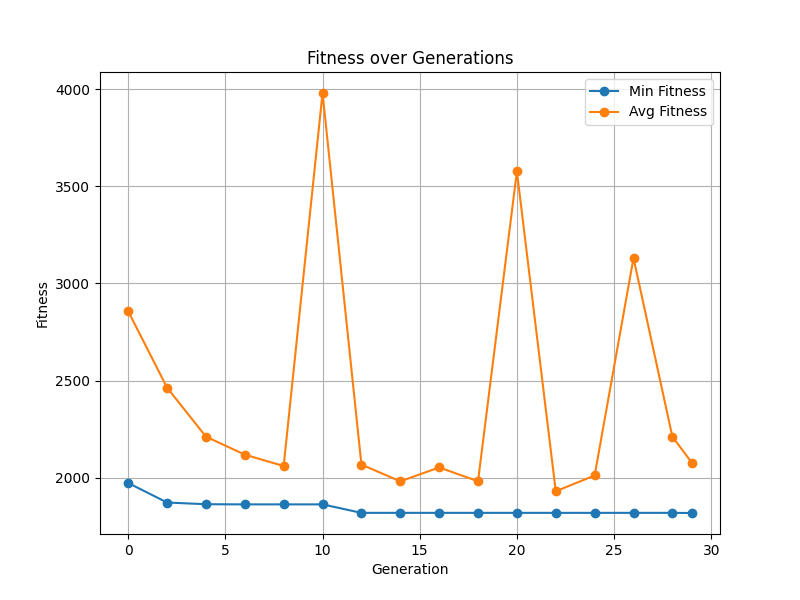 Fitness over Generations
Min Fitness
Avg Fitness
4000
3500
3000
2500
2000
Fitness
0 5 10 15 20 25 30
Generation